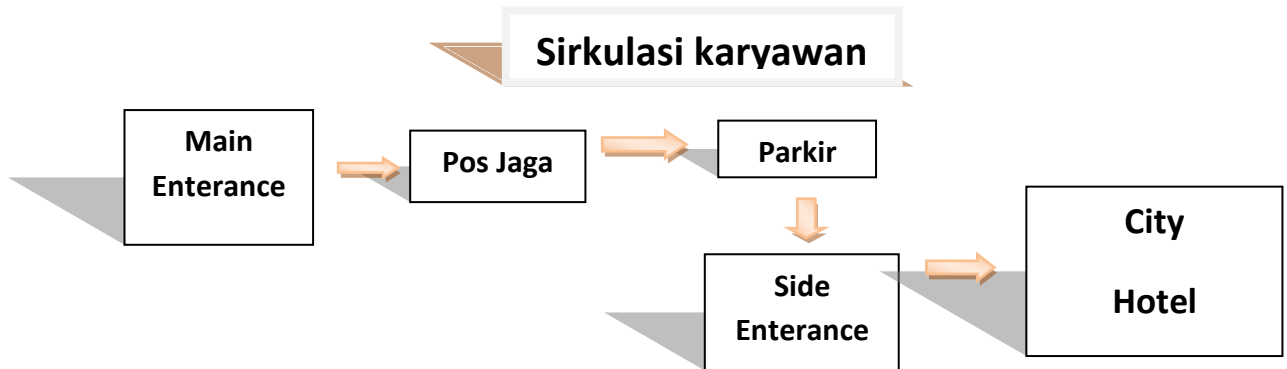 Sirkulasi karyawan
Main
Enterance
Pos Jaga
Parkir
Side
Enterance
City
Hotel